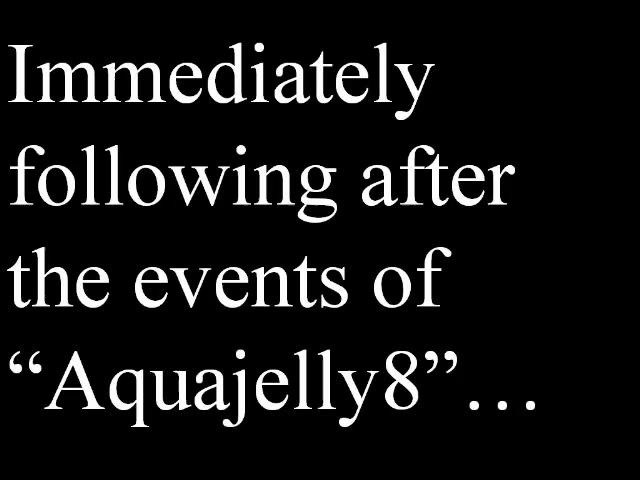 Immediately
following after
the events of
“Aquajelly8”…